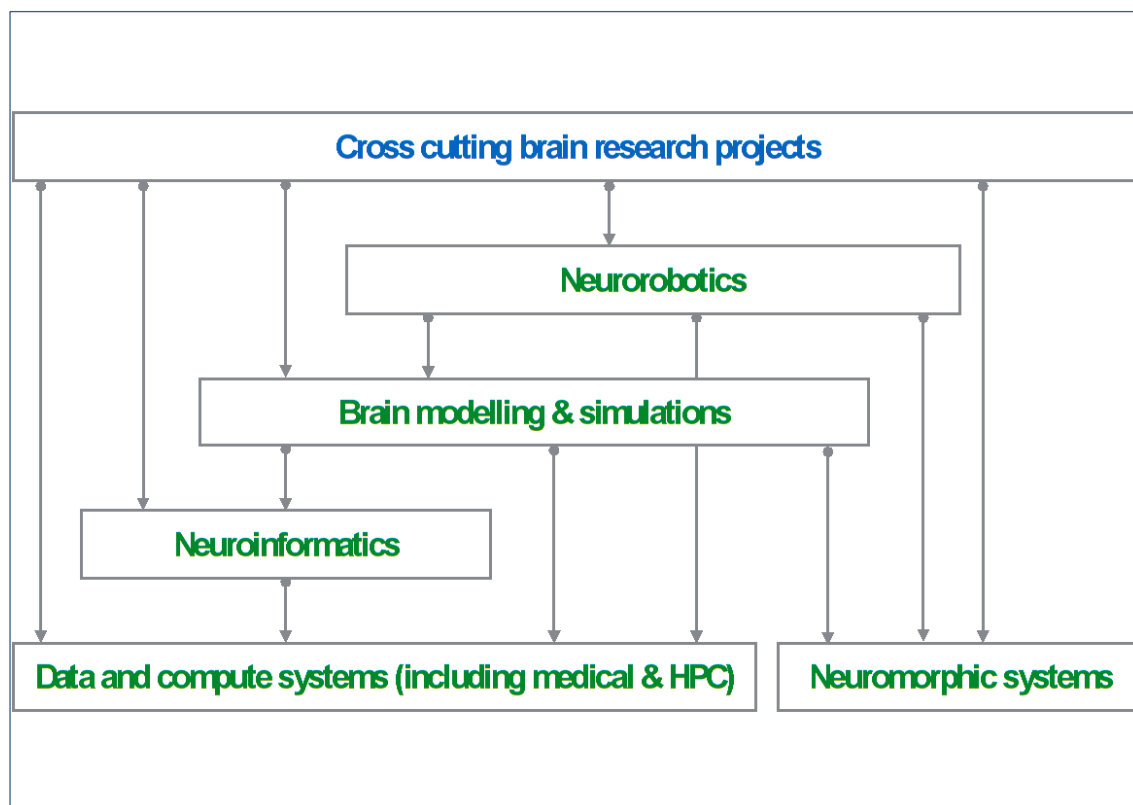 Cross cutting brain research projects
Neurorobotics
Brain modelling & simulations
Neuroinformatics
Data and compute systems (including medical & HPC)
Neuromorphic systems